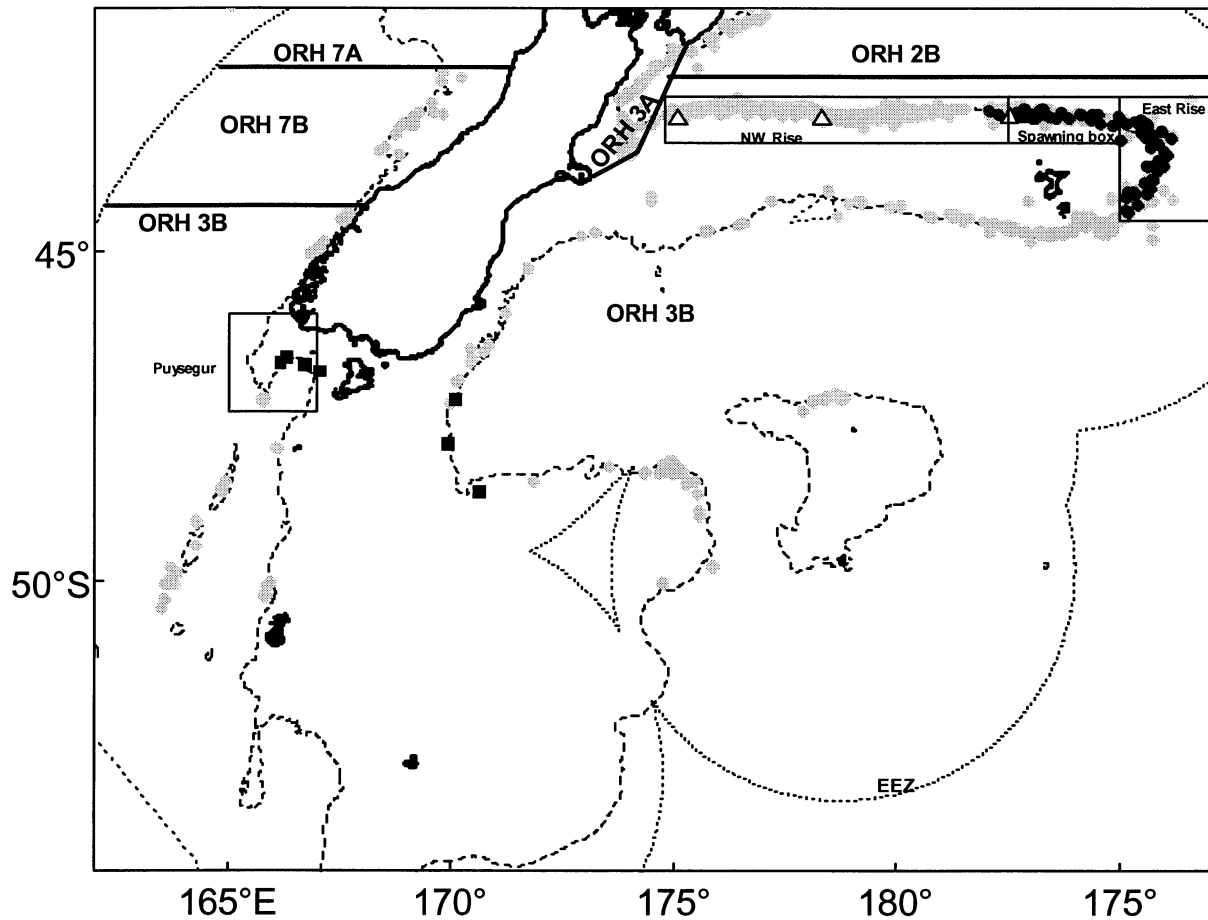 ORH 7A
ORH 2B
East Rise
ORH 7B
ORH 3A
NW Rise
Spawning box
ORH 3B
45°
ORH 3B
Puysegur
50°S
EEZ
165°E
170°
175°
180°
175°